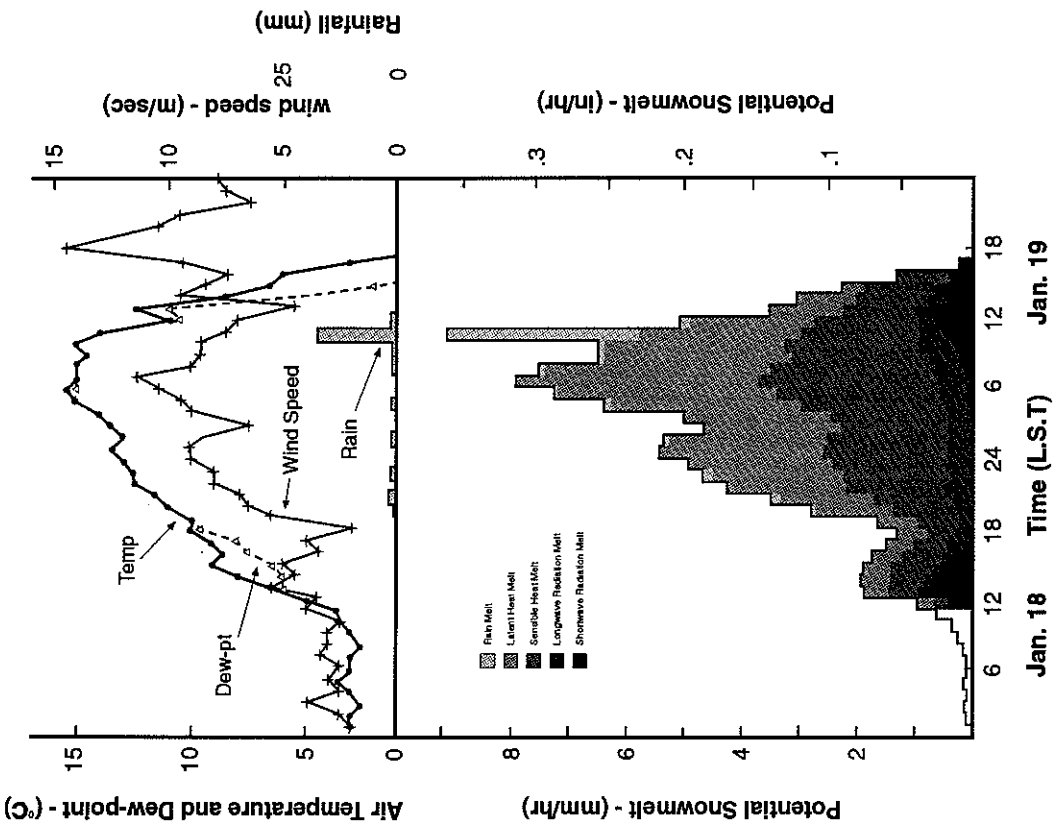 Air Temperature and Dew-point - (°C)
15
10
5
0
wind speed - (m/sec)
15
10
5
0
Rainfall (mm)
25
0
Temp
Dew-pt
Wind Speed
Rain
Potential Snowmelt - (mm/hr)
8
6
4
2
Potential Snowmelt - (in/hr)
.3
.2
.1
Rain Melt
Latent Heat Melt
Sensible Heat Melt
Longwave Radiation Melt
Shortwave Radiation Melt
6
12
18
24
6
12
18
Jan. 18
Time (L.S.T)
Jan. 19